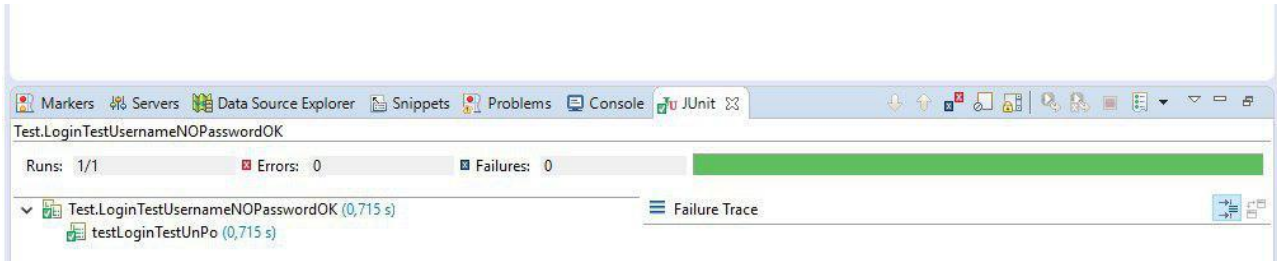 Markers Servers Data Source Explorer Snippets Problems Console JUnit
Test.LoginTestUsernameNOPasswordOK
Runs: 1/1 Errors: 0 Failures: 0
Test.LoginTestUsernameNOPasswordOK (0,715 s) Failure Trace
testLoginTestUnPo (0,715 s)